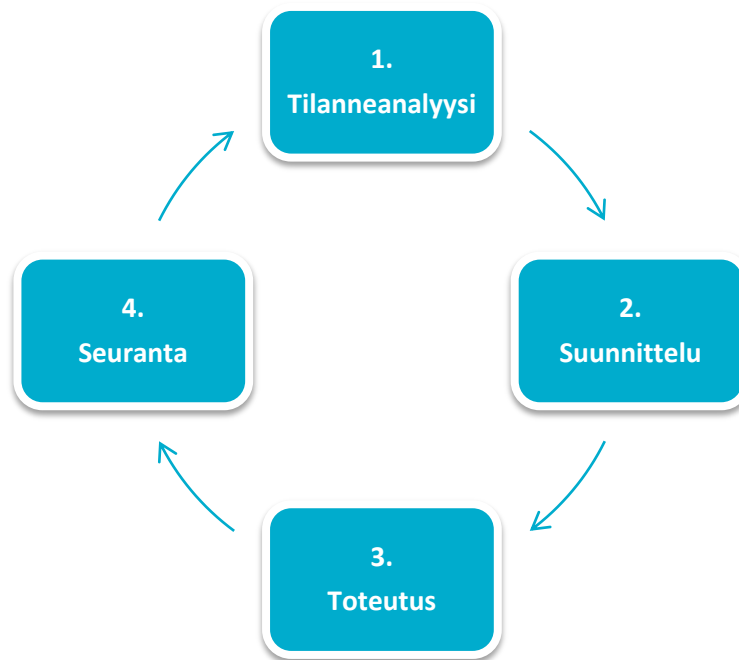 1.
Tilanneanalyysi
2.
Suunnittelu
3.
Toteutus
4.
Seuranta